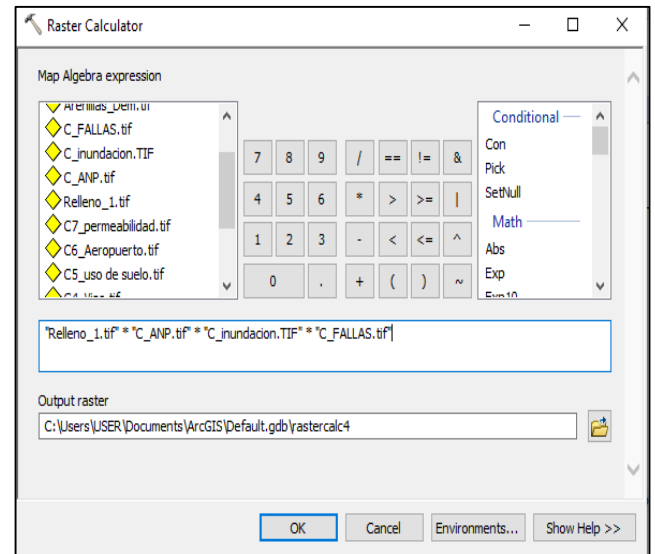 Raster Calculator
Map Algebra expression
Arenillas_Dem.tif
C_FALLAS.tif
C_inundacion.TIF
C_ANP.tif
Relleno_1.tif
C7_permeabilidad.tif
C6_Aeropuerto.tif
C5_uso de suelo.tif
7 8 9 / == != &
4 5 6 * > >= |
1 2 3 - < <= ^
0 . + ( ) ~
Conditional
Con
Pick
SetNull
Math
Abs
Exp
Exp10
"Relleno_1.tif" * "C_ANP.tif" * "C_inundacion.TIF" * "C_FALLAS.tif"
Output raster
C:\Users\USER\Documents\ArcGIS\Default.gdb\rastercalc4
OK Cancel Environments... Show Help >>